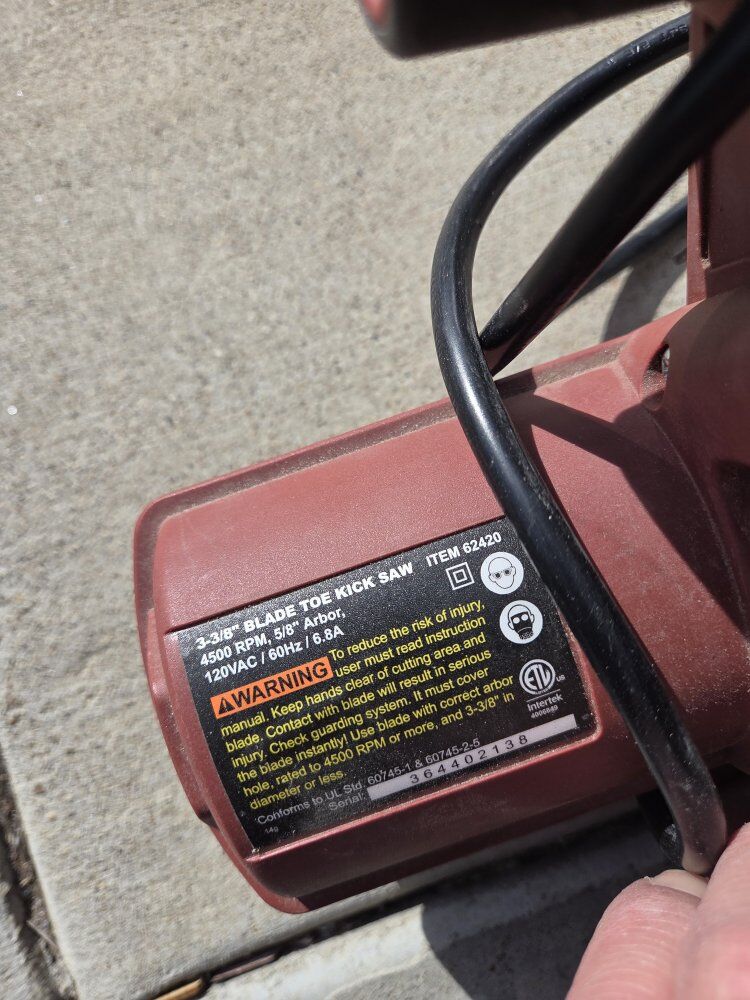 3-3/8" BLADE TOE KICK SAW ITEM 62420
4500 RPM, 5/8" Arbor,
120VAC / 60Hz / 6.8A
⚠WARNING To reduce the risk of injury,
user must read instruction
manual. Keep hands clear of cutting area and
blade. Contact with blade will result in serious
injury. Check guarding system. It must cover
the blade instantly! Use blade with correct arbor
hole, rated to 4500 RPM or more, and 3-3/8" in
diameter or less.
ETL US
Intertek
4006849
Conforms to UL Std. 60745-1 & 60745-2-5
Serial: 364402138
14g